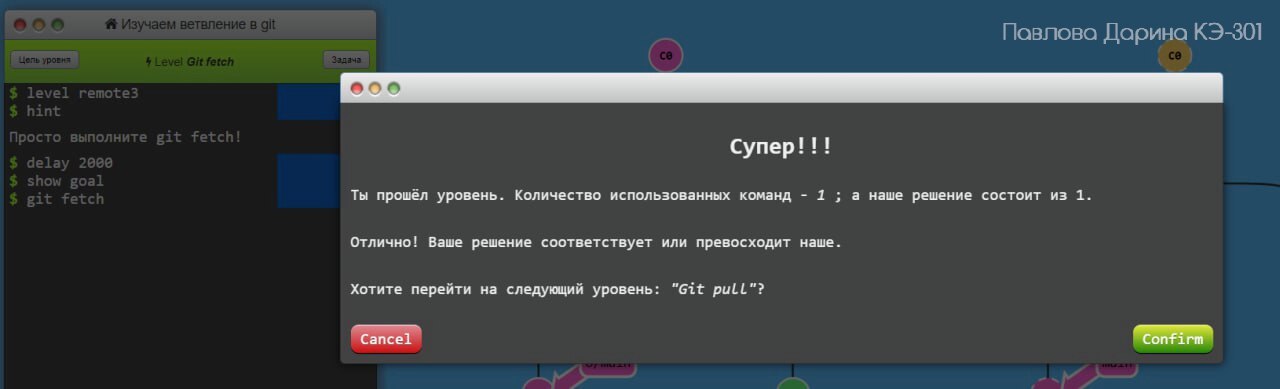 Изучаем ветвление в git
Павлова Дарина КЭ-301
Цель уровня
Level Git fetch
Задача
c0
c0
$ level remote3
$ hint
Просто выполните git fetch!
$ delay 2000
$ show goal
$ git fetch
Супер!!!
Ты прошёл уровень. Количество использованных команд - 1 ; а наше решение состоит из 1.
Отлично! Ваше решение соответствует или превосходит наше.
Хотите перейти на следующий уровень: "Git pull"?
Cancel
Confirm
o/main
main